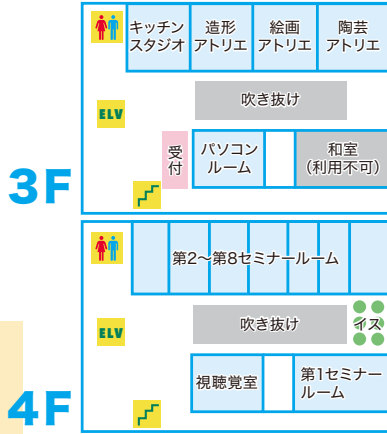 キッチン
スタジオ
造形
アトリエ
絵画
アトリエ
陶芸
アトリエ
吹き抜け
ELV
受付
パソコン
ルーム
和室
(利用不可)
3F
第2〜第8セミナールーム
吹き抜け
イス
ELV
視聴覚室
第1セミナー
ルーム
4F